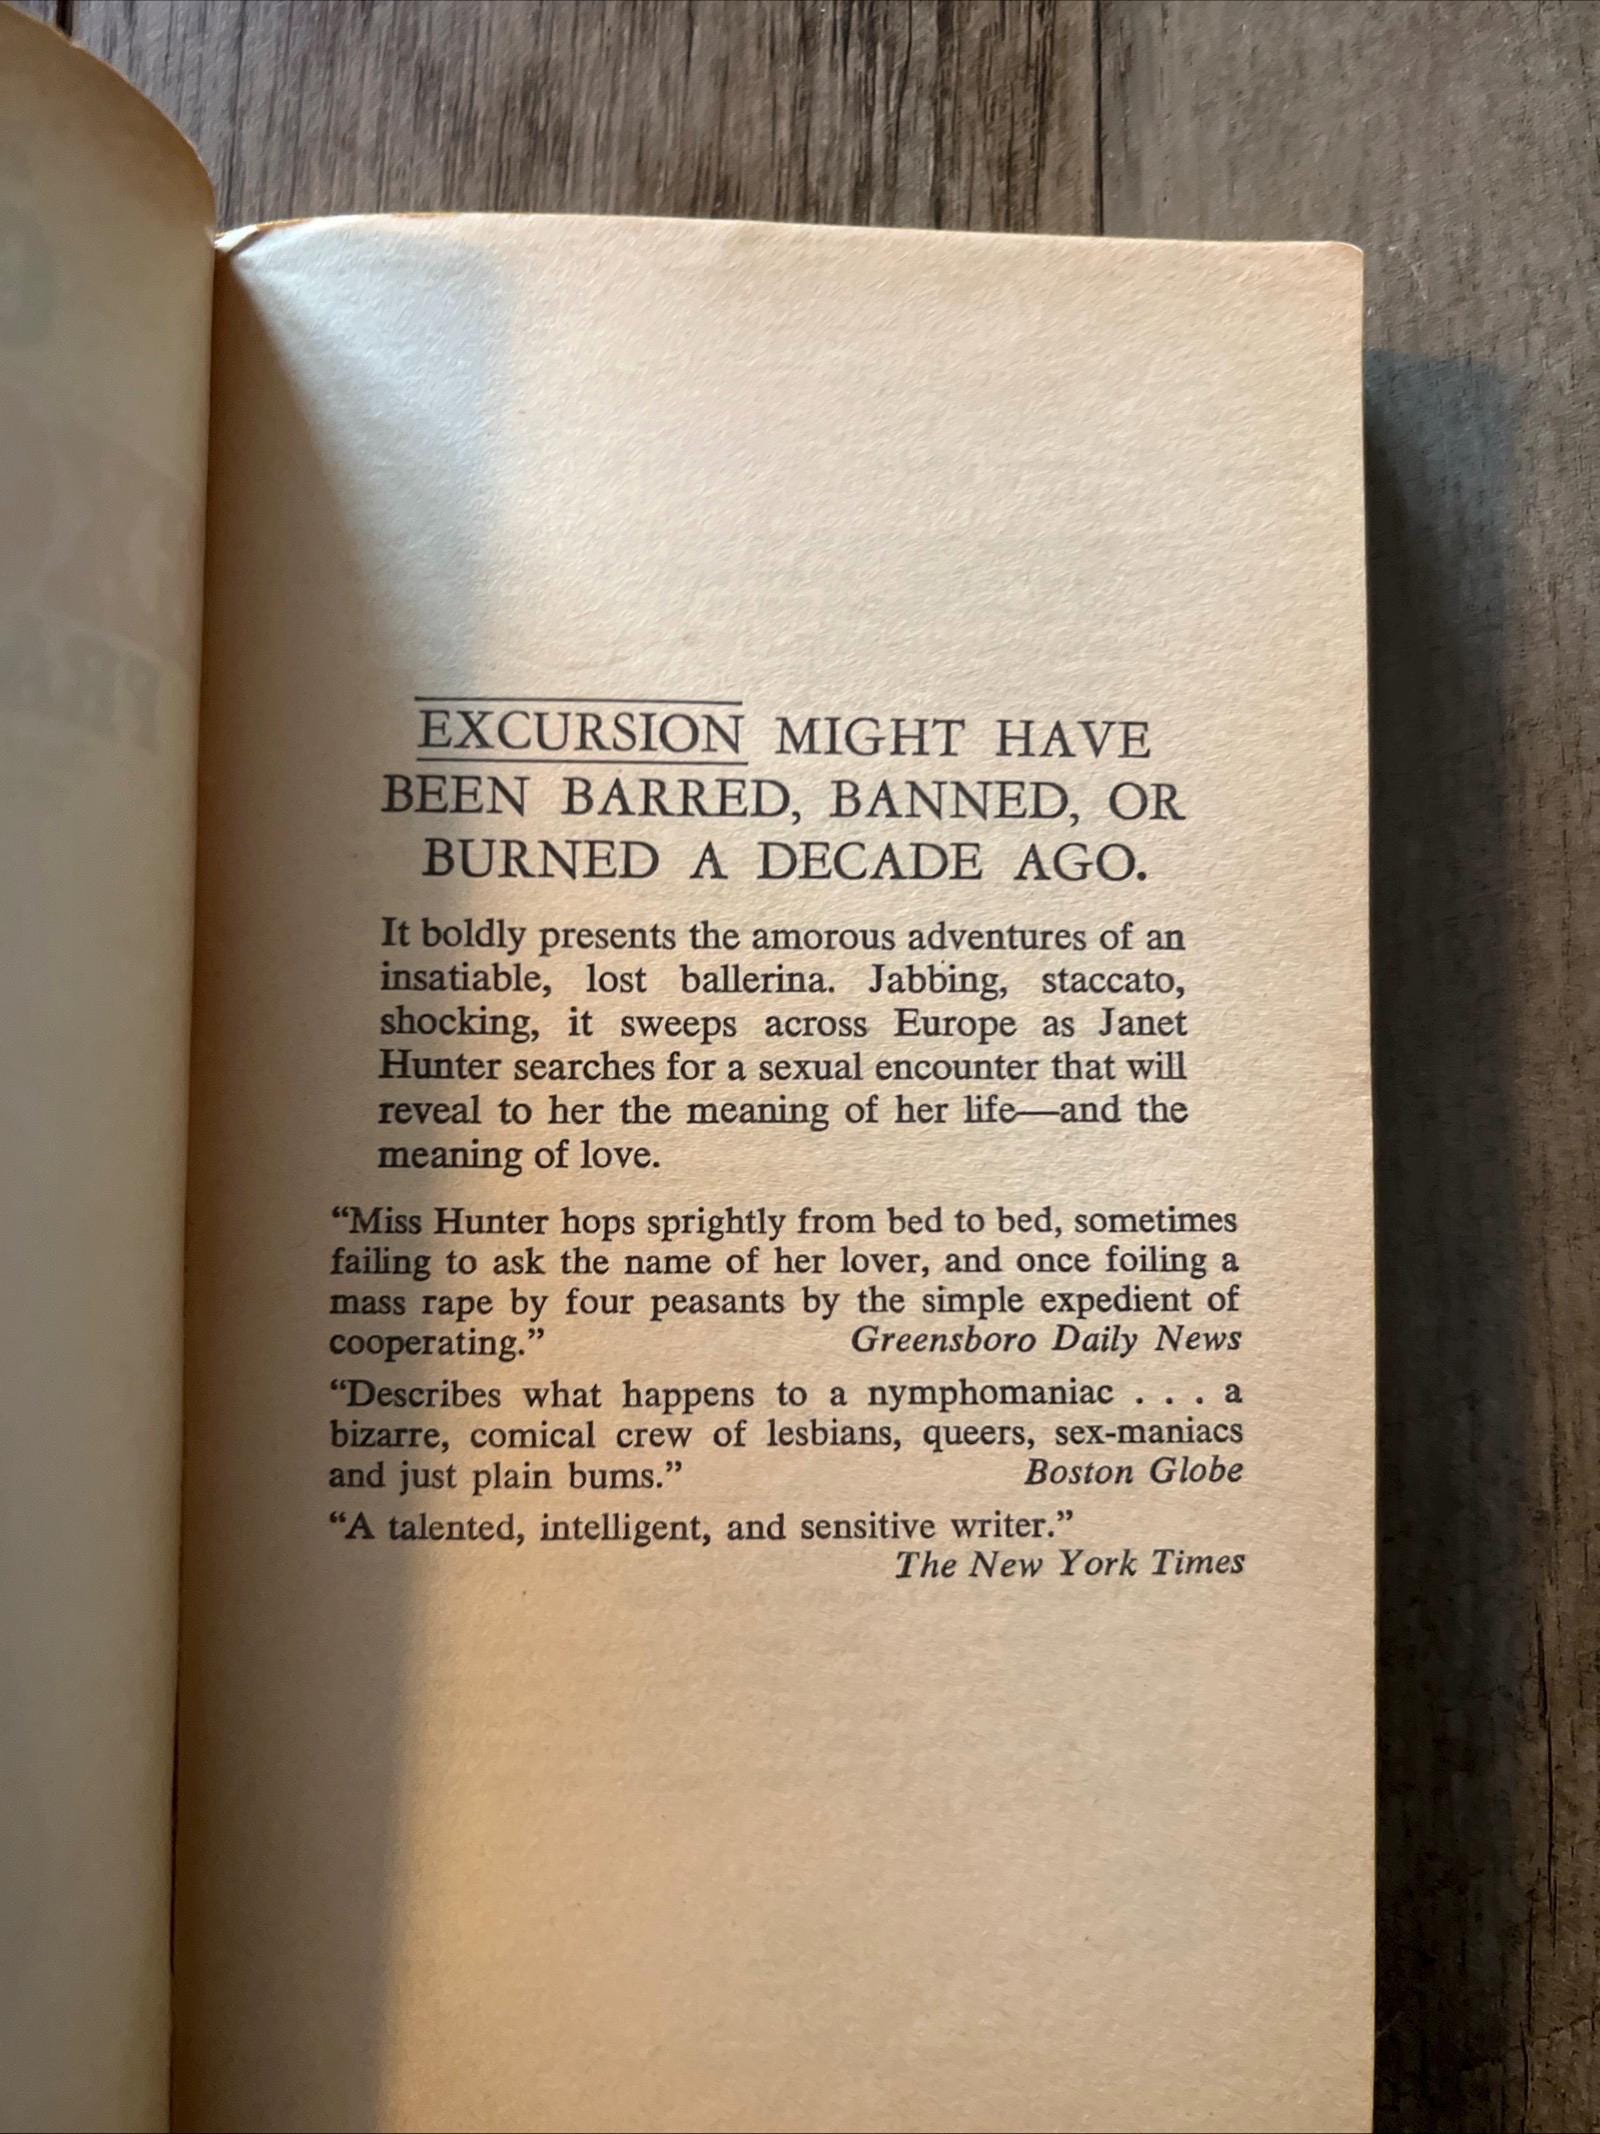 EXCURSION MIGHT HAVE
BEEN BARRED, BANNED, OR
BURNED A DECADE AGO.
It boldly presents the amorous adventures of an
insatiable, lost ballerina. Jabbing, staccato,
shocking, it sweeps across Europe as Janet
Hunter searches for a sexual encounter that will
reveal to her the meaning of her life—and the
meaning of love.
“Miss Hunter hops sprightly from bed to bed, sometimes
failing to ask the name of her lover, and once foiling a
mass rape by four peasants by the simple expedient of
cooperating.” Greensboro Daily News
“Describes what happens to a nymphomaniac . . . a
bizarre, comical crew of lesbians, queers, sex-maniacs
and just plain bums.” Boston Globe
“A talented, intelligent, and sensitive writer.”
The New York Times